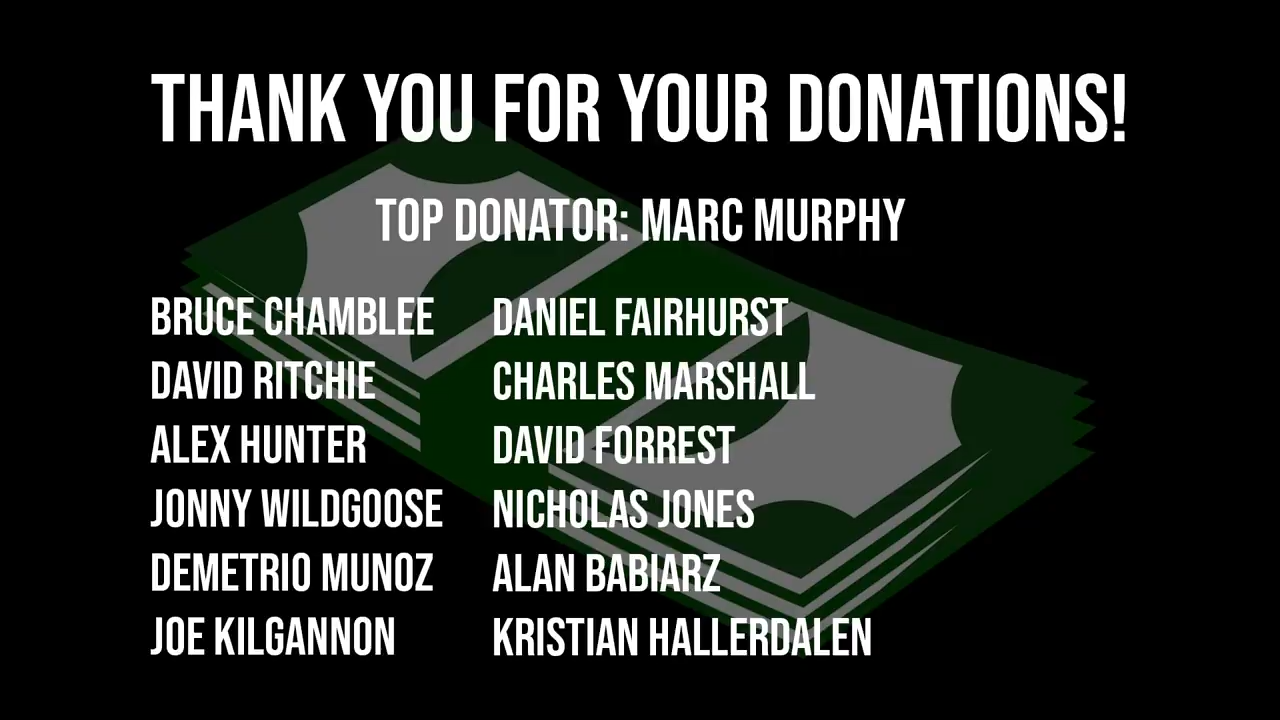 THANK YOU FOR YOUR DONATIONS!
TOP DONATOR: MARC MURPHY
BRUCE CHAMBLEE
DAVID RITCHIE
ALEX HUNTER
JONNY WILDGOOSE
DEMETRIO MUNOZ
JOE KILGANNON
DANIEL FAIRHURST
CHARLES MARSHALL
DAVID FORREST
NICHOLAS JONES
ALAN BABIARZ
KRISTIAN HALLERDALEN